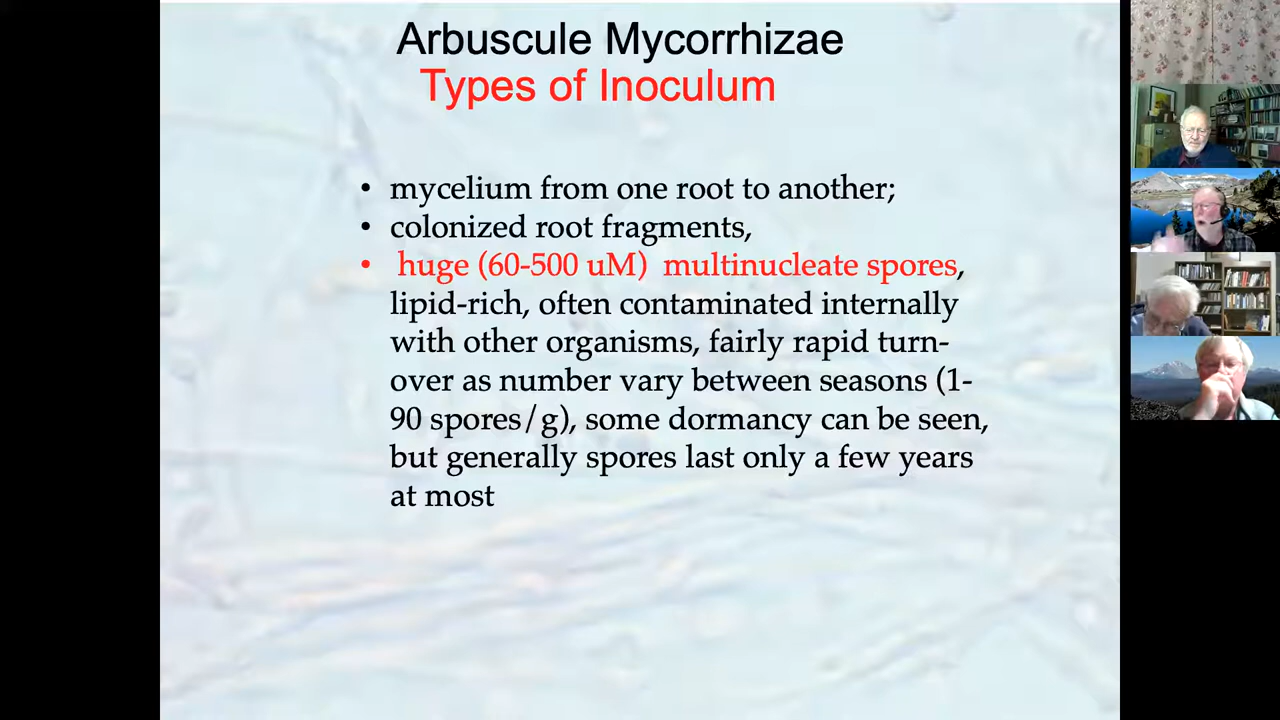 Arbuscule Mycorrhizae
Types of Inoculum
• mycelium from one root to another;
• colonized root fragments,
• huge (60-500 uM) multinucleate spores,
lipid-rich, often contaminated internally
with other organisms, fairly rapid turn-
over as number vary between seasons (1-
90 spores/g), some dormancy can be seen,
but generally spores last only a few years
at most